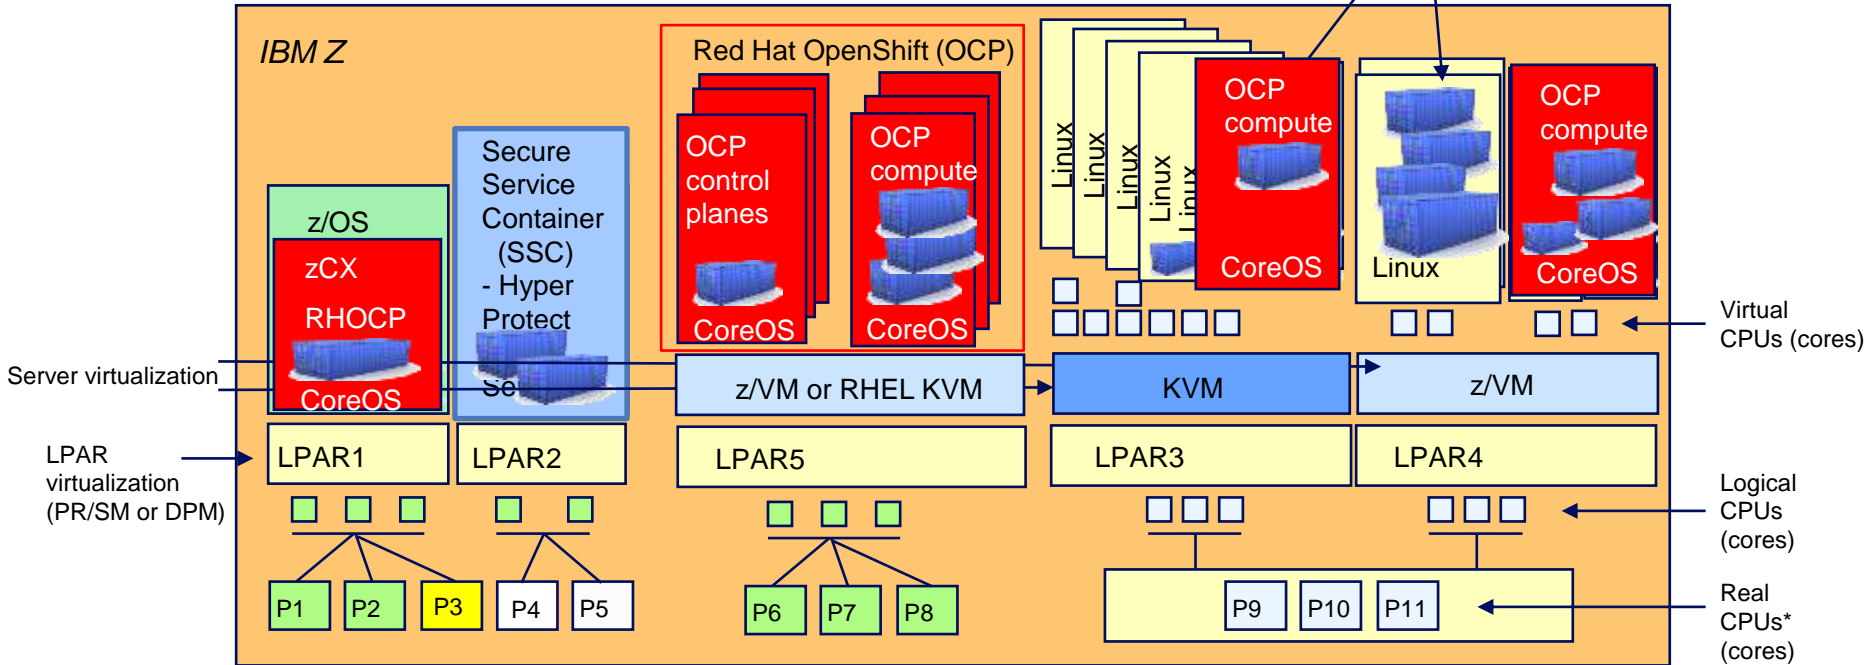 IBM Z
Red Hat OpenShift (OCP)
z/OS
zCX
RHOCP
CoreOS
Secure
Service
Container
(SSC)
- Hyper
Protect
OCP
control
planes
CoreOS
OCP
compute
CoreOS
Linux
Linux
Linux
Linux
Linux
OCP
compute
CoreOS
Linux
OCP
compute
CoreOS
Virtual
CPUs (cores)
Server virtualization
z/VM or RHEL KVM
KVM
z/VM
LPAR
virtualization
(PR/SM or DPM)
LPAR1
LPAR2
LPAR5
LPAR3
LPAR4
Logical
CPUs
(cores)
P1
P2
P3
P4
P5
P6
P7
P8
P9
P10
P11
Real
CPUs*
(cores)